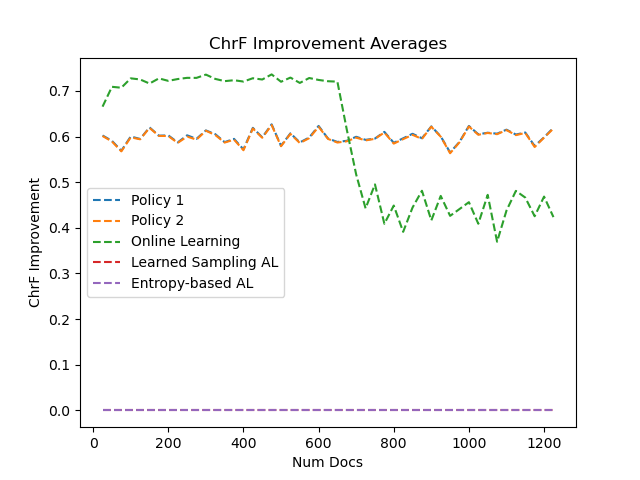 ChrF Improvement Averages
ChrF Improvement
0.7
0.6
0.5
0.4
0.3
0.2
0.1
0.0
Policy 1
Policy 2
Online Learning
Learned Sampling AL
Entropy-based AL
0 200 400 600 800 1000 1200
Num Docs